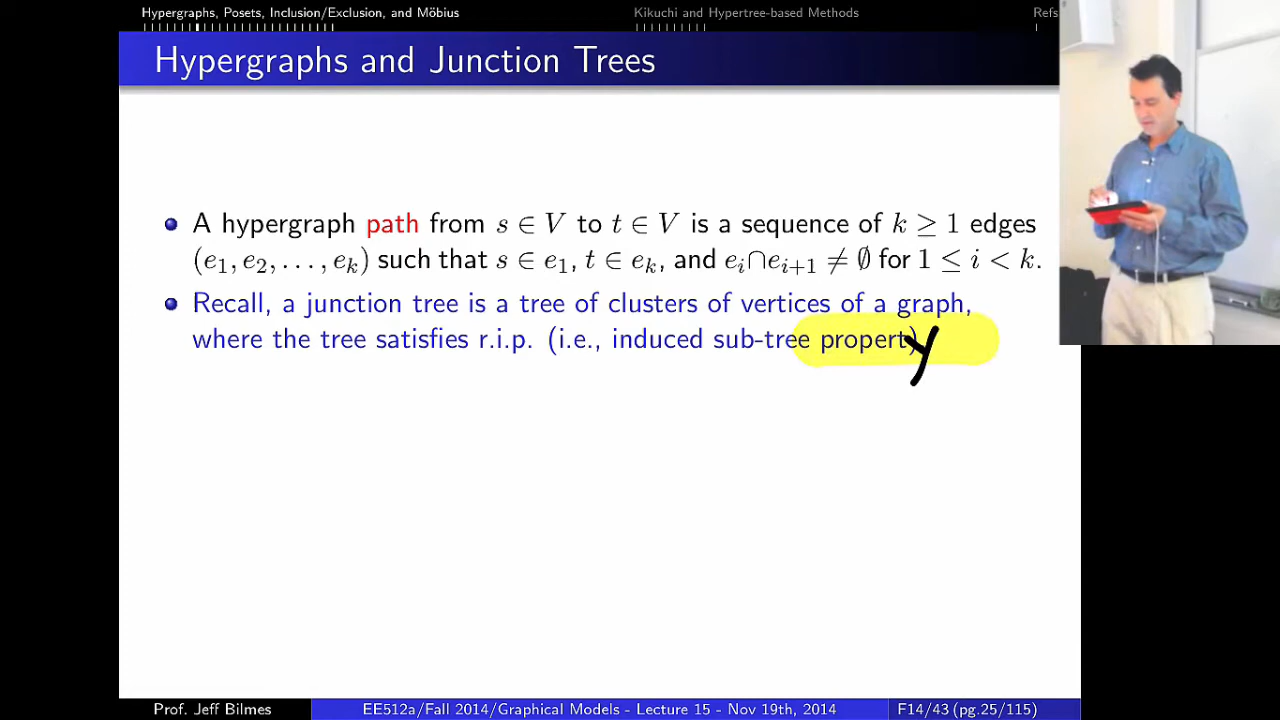 Hypergraphs, Posets, Inclusion/Exclusion, and Möbius
Kikuchi and Hypertree-based Methods
Refs
Hypergraphs and Junction Trees
A hypergraph path from s ∈ V to t ∈ V is a sequence of k ≥ 1 edges
(e₁, e₂, . . . , eₖ) such that s ∈ e₁, t ∈ eₖ, and eᵢ∩eᵢ₊₁ ≠ ∅ for 1 ≤ i < k.
Recall, a junction tree is a tree of clusters of vertices of a graph,
where the tree satisfies r.i.p. (i.e., induced sub-tree propert)
y
Prof. Jeff Bilmes
EE512a/Fall 2014/Graphical Models - Lecture 15 - Nov 19th, 2014
F14/43 (pg.25/115)